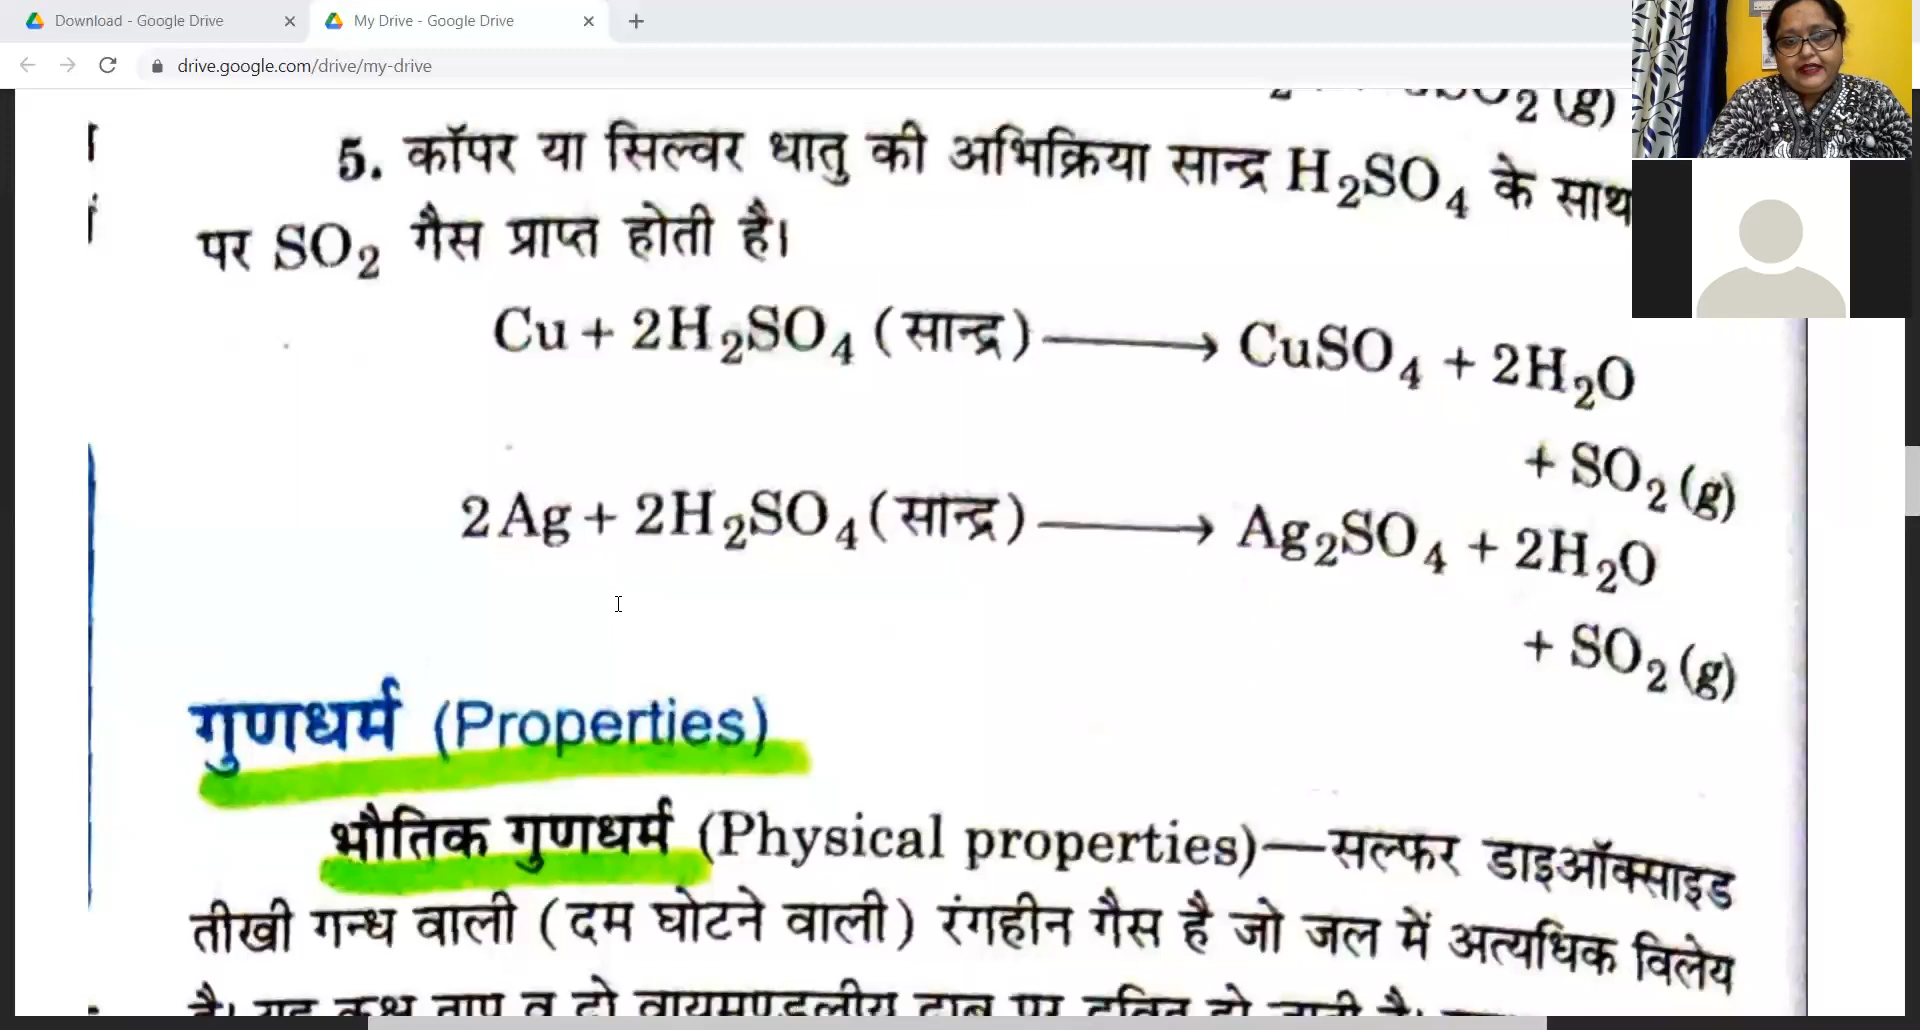 Download - Google Drive
My Drive - Google Drive
drive.google.com/drive/my-drive
5. कॉपर या सिल्वर धातु की अभिक्रिया सान्द्र H₂SO₄ के साथ
पर SO₂ गैस प्राप्त होती है।
Cu + 2H₂SO₄ (सान्द्र) ⟶ CuSO₄ + 2H₂O
+ SO₂ (g)
2Ag + 2H₂SO₄ (सान्द्र) ⟶ Ag₂SO₄ + 2H₂O
+ SO₂ (g)
गुणधर्म (Properties)
भौतिक गुणधर्म (Physical properties)—सल्फर डाइऑक्साइड
तीखी गन्ध वाली (दम घोटने वाली) रंगहीन गैस है जो जल में अत्यधिक विलेय